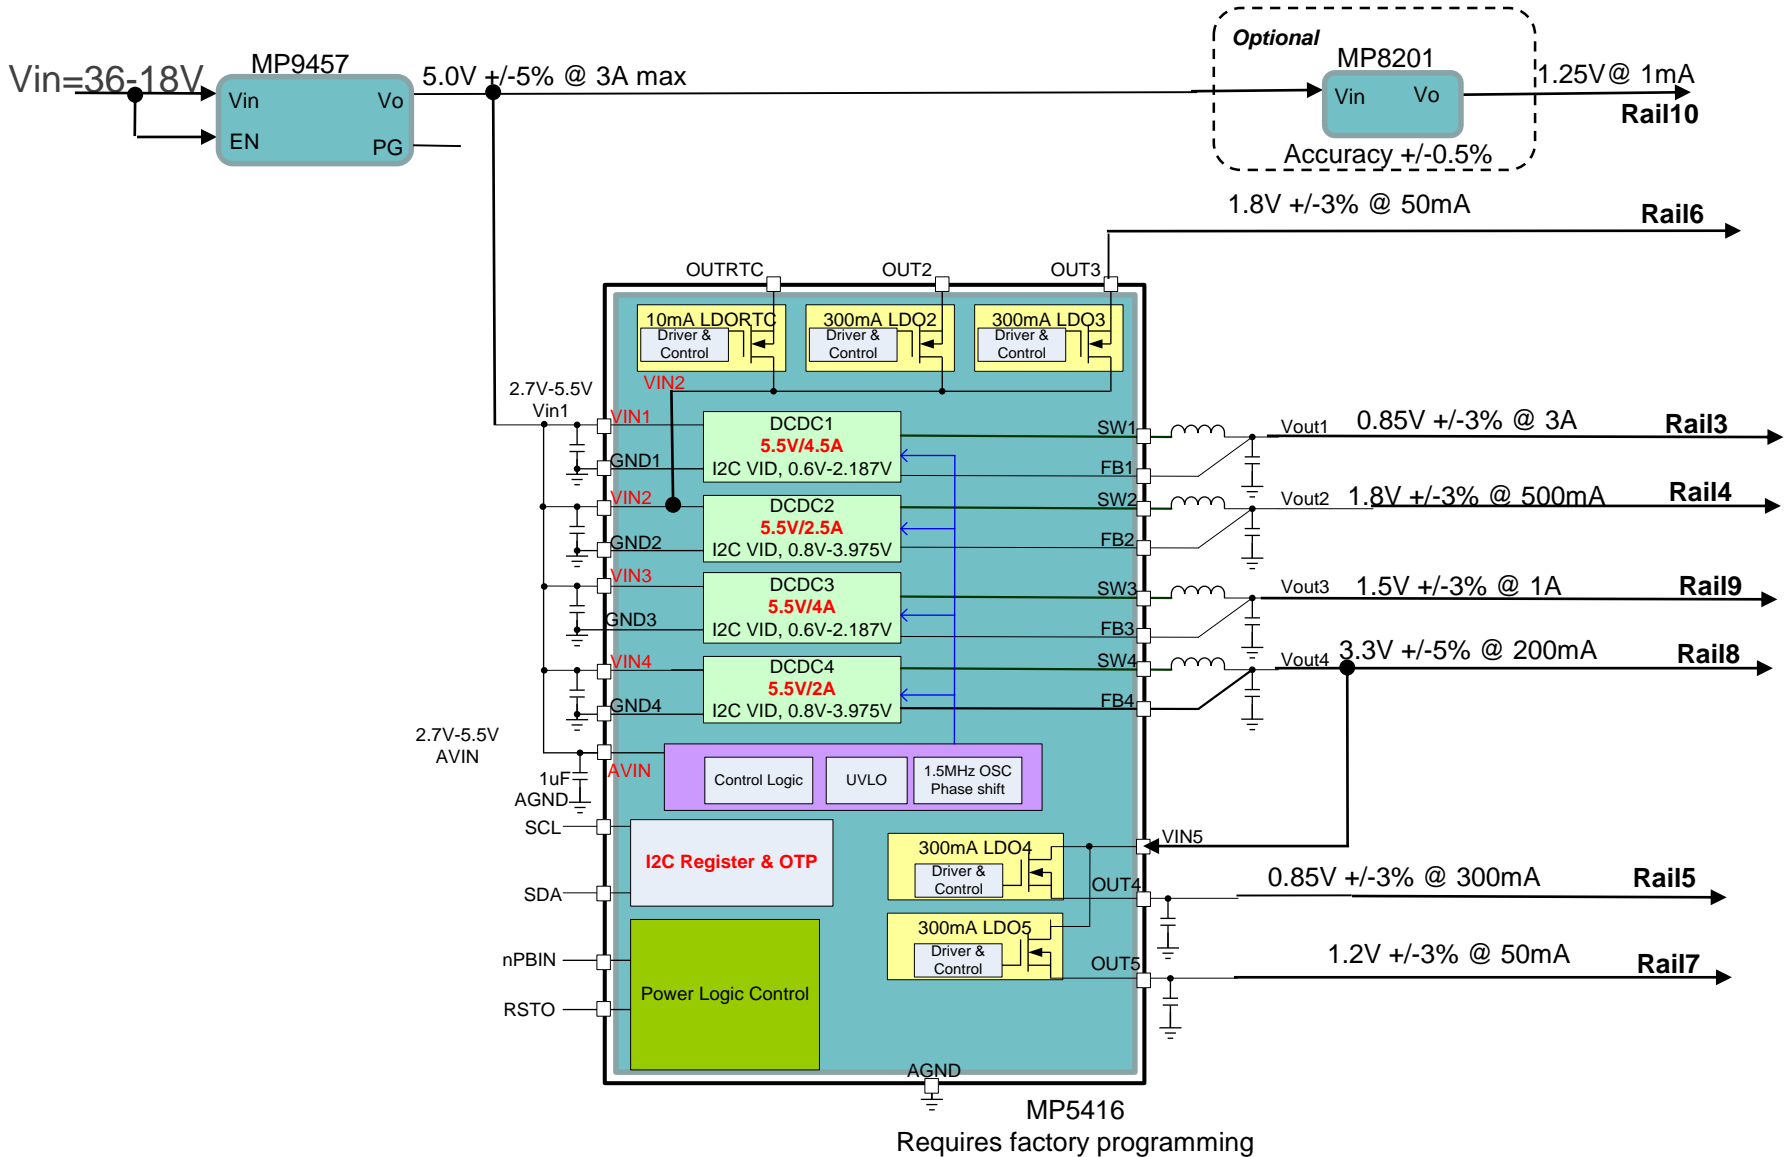 Optional
MP9457
MP8201
Vin=36-18V
5.0V +/-5% @ 3A max
1.25V@ 1mA
Vin
Vo
Vin
Vo
Rail10
EN
PG
Accuracy +/-0.5%
1.8V +/-3% @ 50mA
Rail6
OUTRTC
OUT2
OUT3
10mA LDORTC
300mA LDO2
300mA LDO3
Driver &
Control
Driver &
Control
Driver &
Control
VIN2
2.7V-5.5V
Vin1
VIN1
DCDC1
5.5V/4.5A
I2C VID, 0.6V-2.187V
GND1
SW1
FB1
Vout1
0.85V +/-3% @ 3A
Rail3
VIN2
DCDC2
5.5V/2.5A
I2C VID, 0.8V-3.975V
GND2
SW2
FB2
Vout2
1.8V +/-3% @ 500mA
Rail4
VIN3
DCDC3
5.5V/4A
I2C VID, 0.6V-2.187V
GND3
SW3
FB3
Vout3
1.5V +/-3% @ 1A
Rail9
VIN4
DCDC4
5.5V/2A
I2C VID, 0.8V-3.975V
GND4
SW4
FB4
Vout4
3.3V +/-5% @ 200mA
Rail8
2.7V-5.5V
AVIN
AVIN
1uF
AGND
Control Logic
UVLO
1.5MHz OSC
Phase shift
SCL
SDA
I2C Register & OTP
VIN5
300mA LDO4
Driver &
Control
OUT4
0.85V +/-3% @ 300mA
Rail5
300mA LDO5
Driver &
Control
OUT5
1.2V +/-3% @ 50mA
Rail7
nPBIN
RSTO
Power Logic Control
AGND
MP5416
Requires factory programming